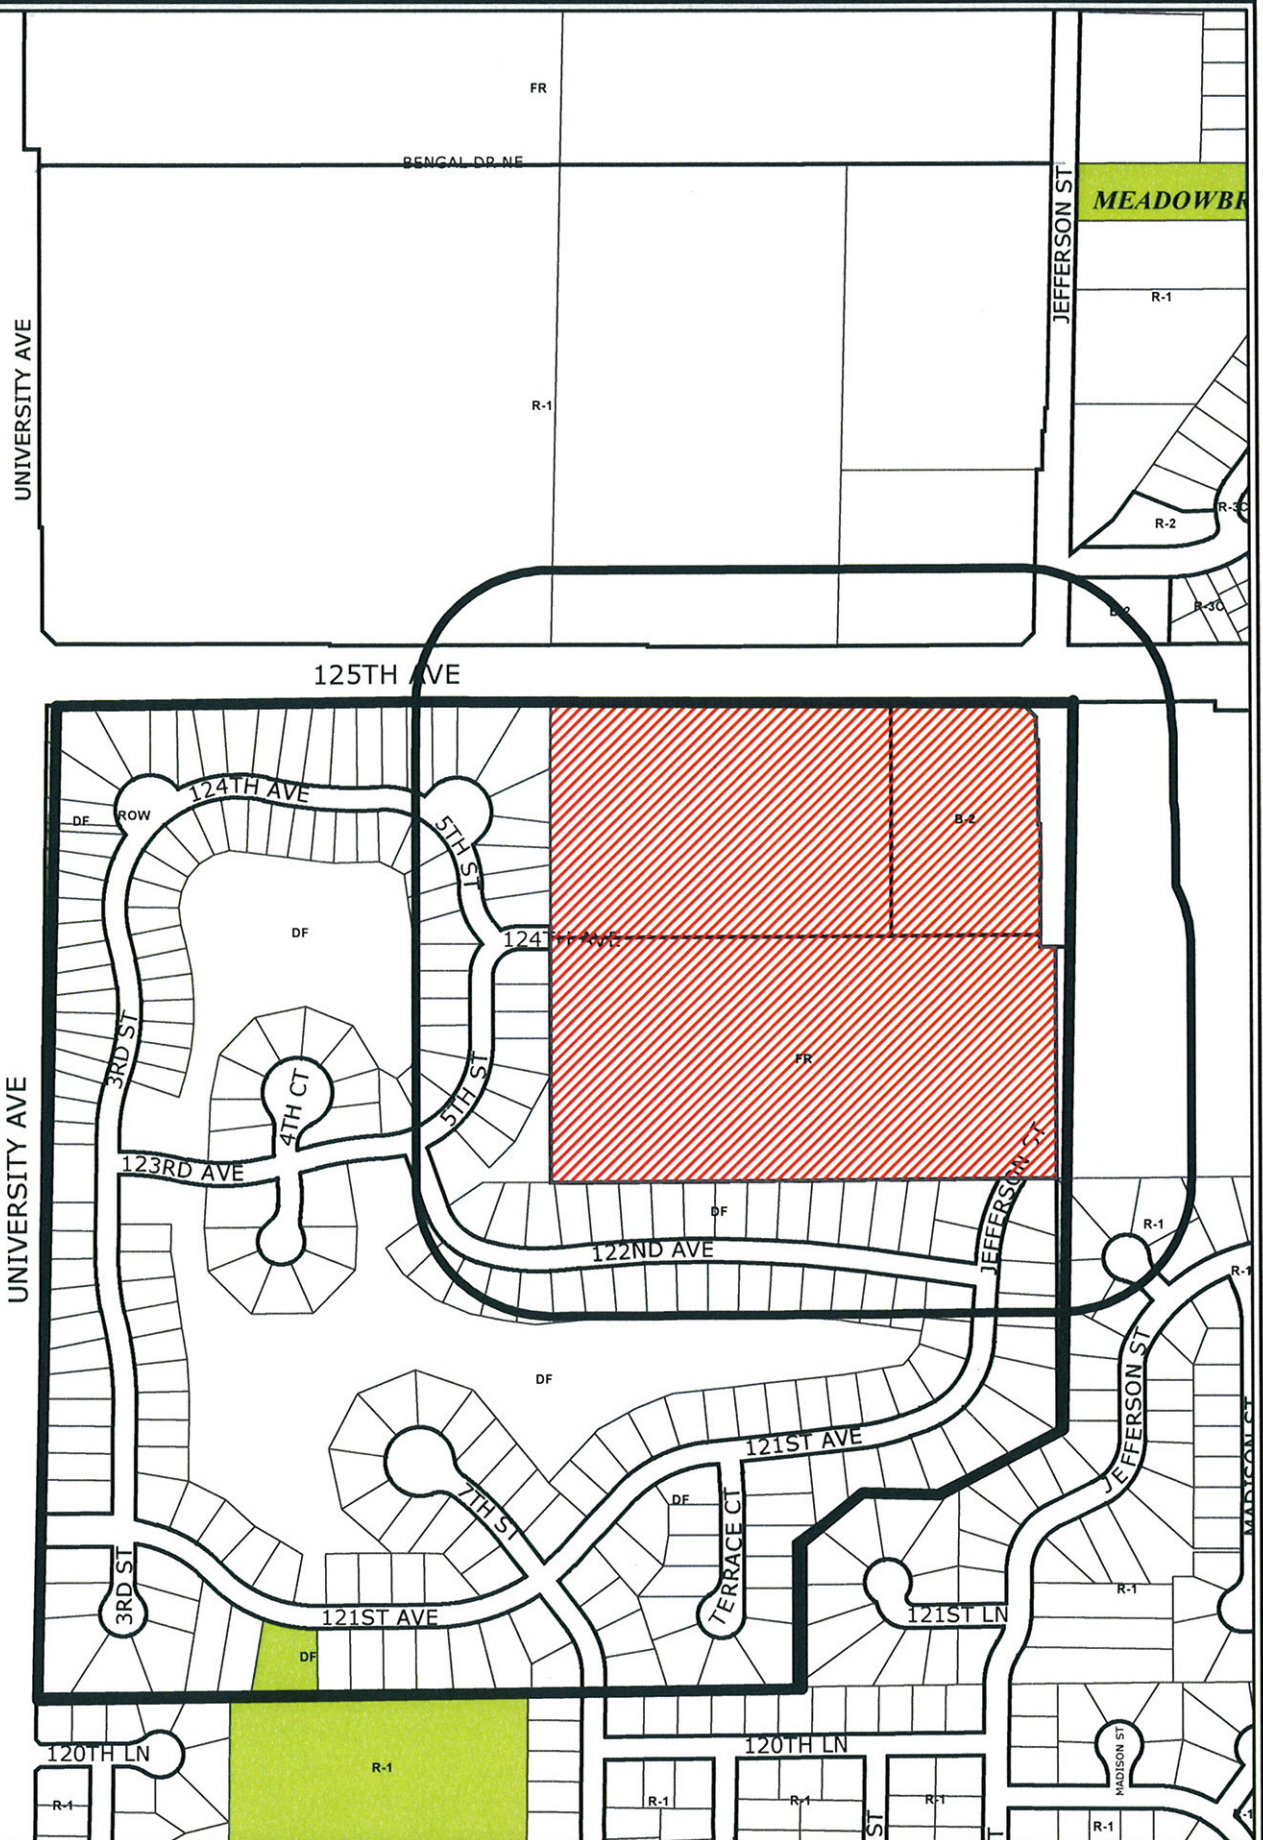 FR
BENGAL DR NE
JEFFERSON ST
MEADOWBR
R-1
UNIVERSITY AVE
R-1
R-2
R-3C
B-2
R-3C
125TH AVE
124TH AVE
ROW
DF
5TH ST
B-2
DF
124TH AVE
3RD ST
4TH CT
5TH ST
FR
UNIVERSITY AVE
123RD AVE
JEFFERSON ST
DF
R-1
122ND AVE
R-1
DF
JEFFERSON ST
MADISON ST
121ST AVE
7TH ST
DF
TERRACE CT
3RD ST
R-1
121ST AVE
121ST LN
DF
120TH LN
120TH LN
MADISON ST
R-1
R-1
R-1
R-1
R-1
R-1
ST
T